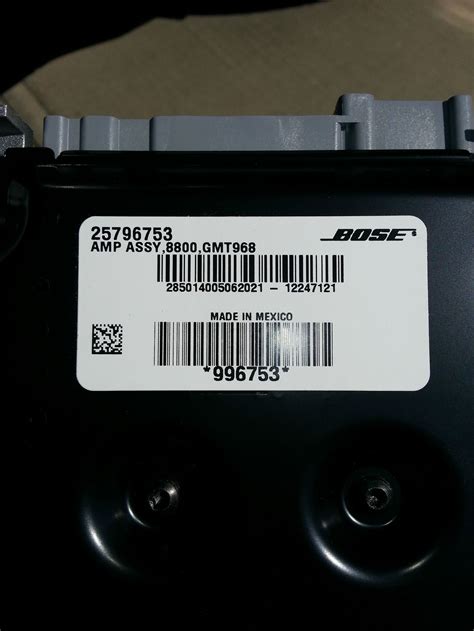 25796753
BOSE
AMP ASSY,8800,GMT968
285014005062021 - 12247121
MADE IN MEXICO
*996753*